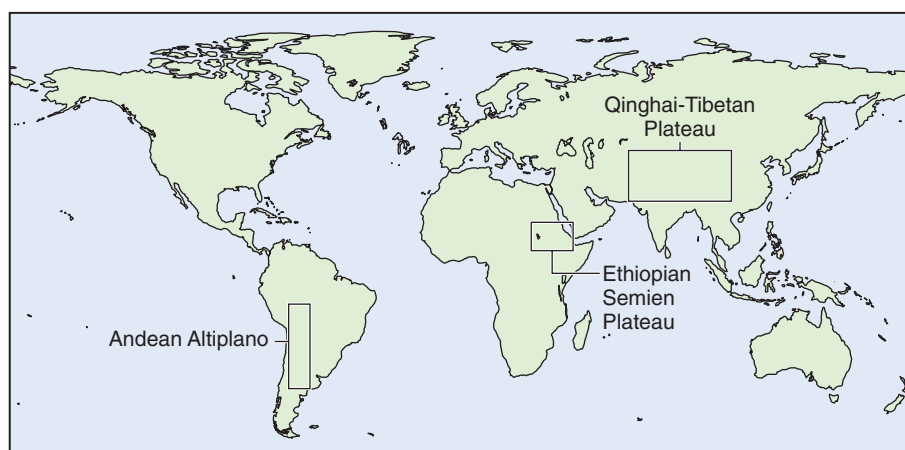 Qinghai-Tibetan
Plateau
Ethiopian
Semien
Plateau
Andean Altiplano